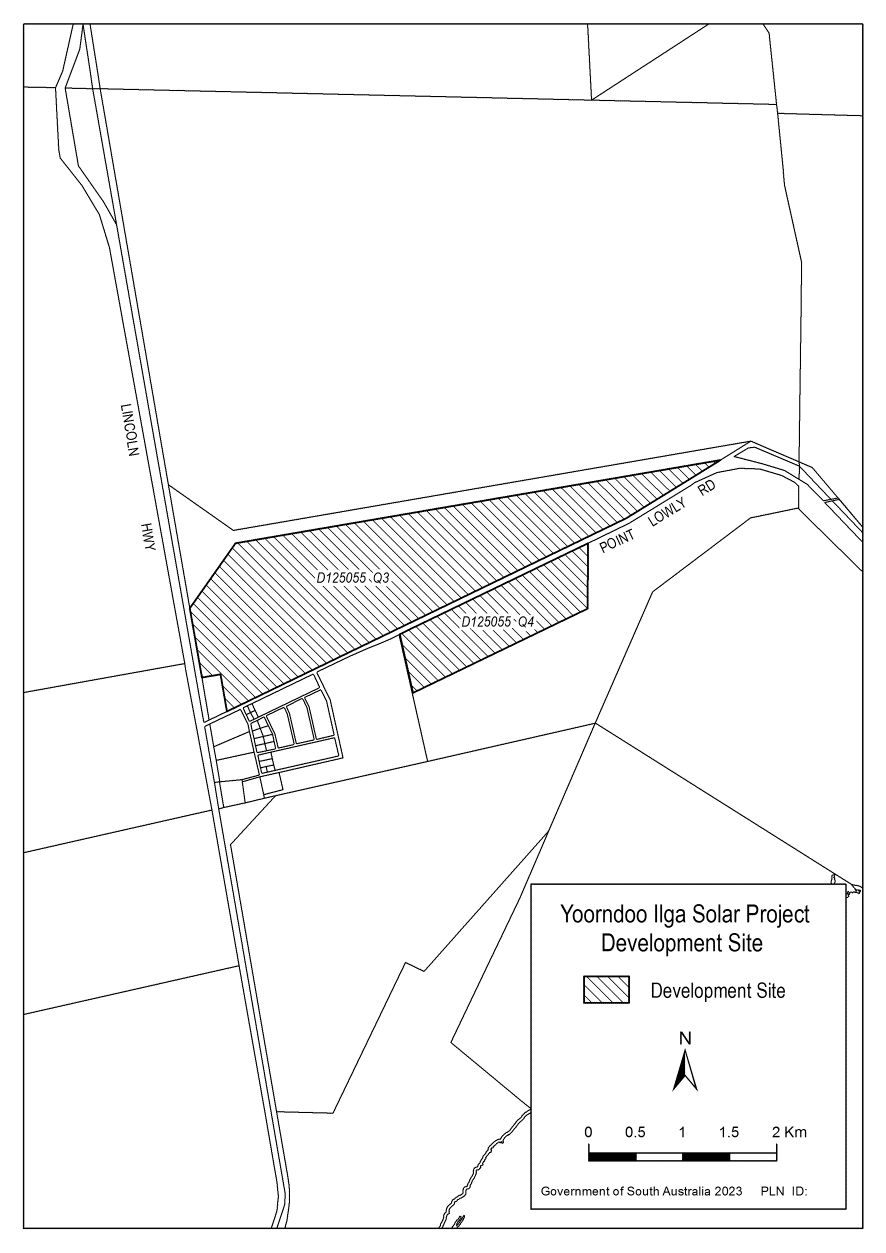 LINCOLN
HWY
POINT LOWLY RD
D125055 Q3
D125055 Q4
Yoorndoo Ilga Solar Project
Development Site
Development Site
N
0 0.5 1 1.5 2 Km
Government of South Australia 2023 PLN ID: